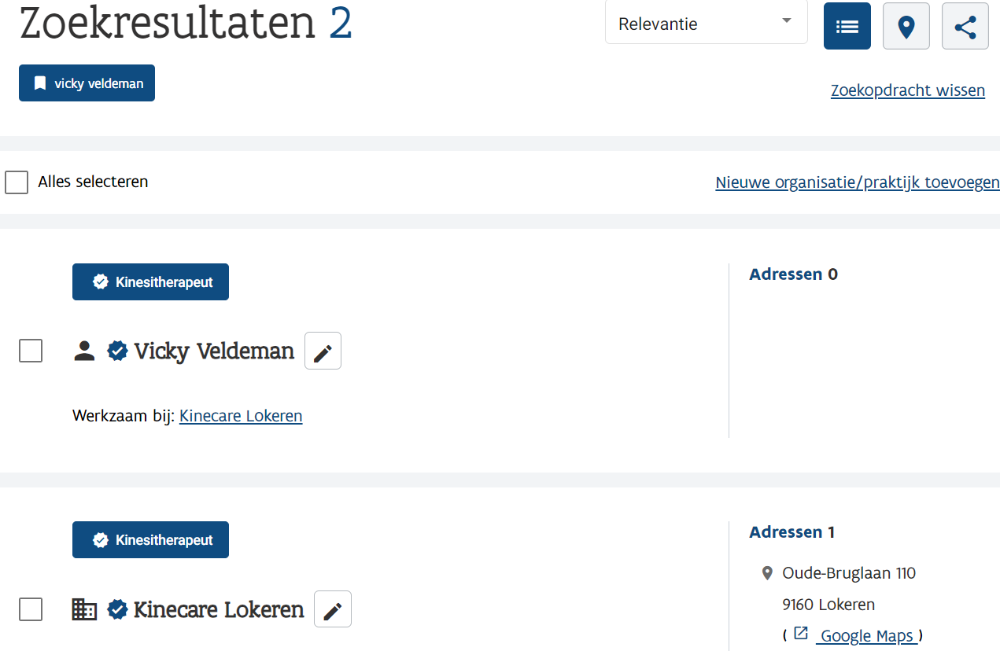 Zoekresultaten 2
Relevantie
vicky veldeman
Zoekopdracht wissen
Alles selecteren
Nieuwe organisatie/praktijk toevoegen
Kinesitherapeut
Adressen 0
Vicky Veldeman
Werkzaam bij: Kinecare Lokeren
Kinesitherapeut
Adressen 1
Oude-Bruglaan 110
9160 Lokeren
Kinecare Lokeren
( Google Maps )